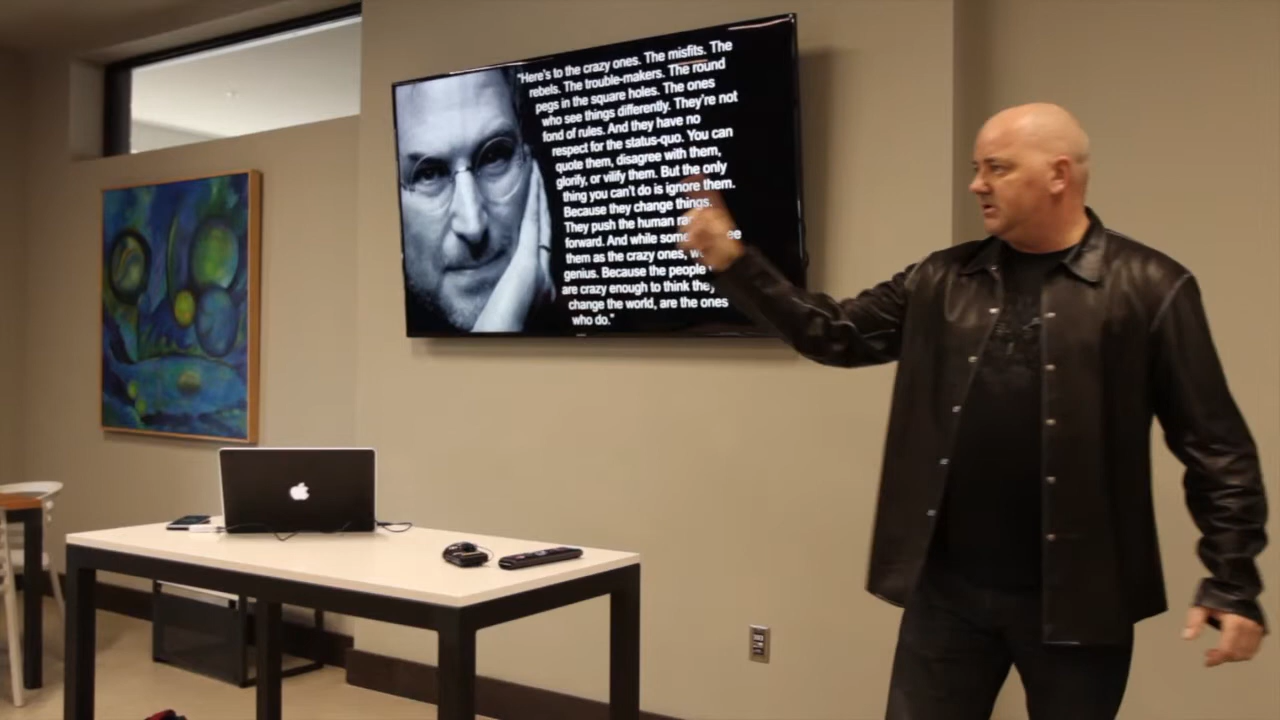 "Here's to the crazy ones. The misfits. The
rebels. The trouble-makers. The round
pegs in the square holes. The ones
who see things differently. They're not
fond of rules. And they have no
respect for the status-quo. You can
quote them, disagree with them,
glorify, or vilify them. But the only
thing you can't do is ignore them.
Because they change things.
They push the human
forward. And while
them as the crazy ones,
genius. Because the people
are crazy enough to think they
change the world, are the ones
who do."